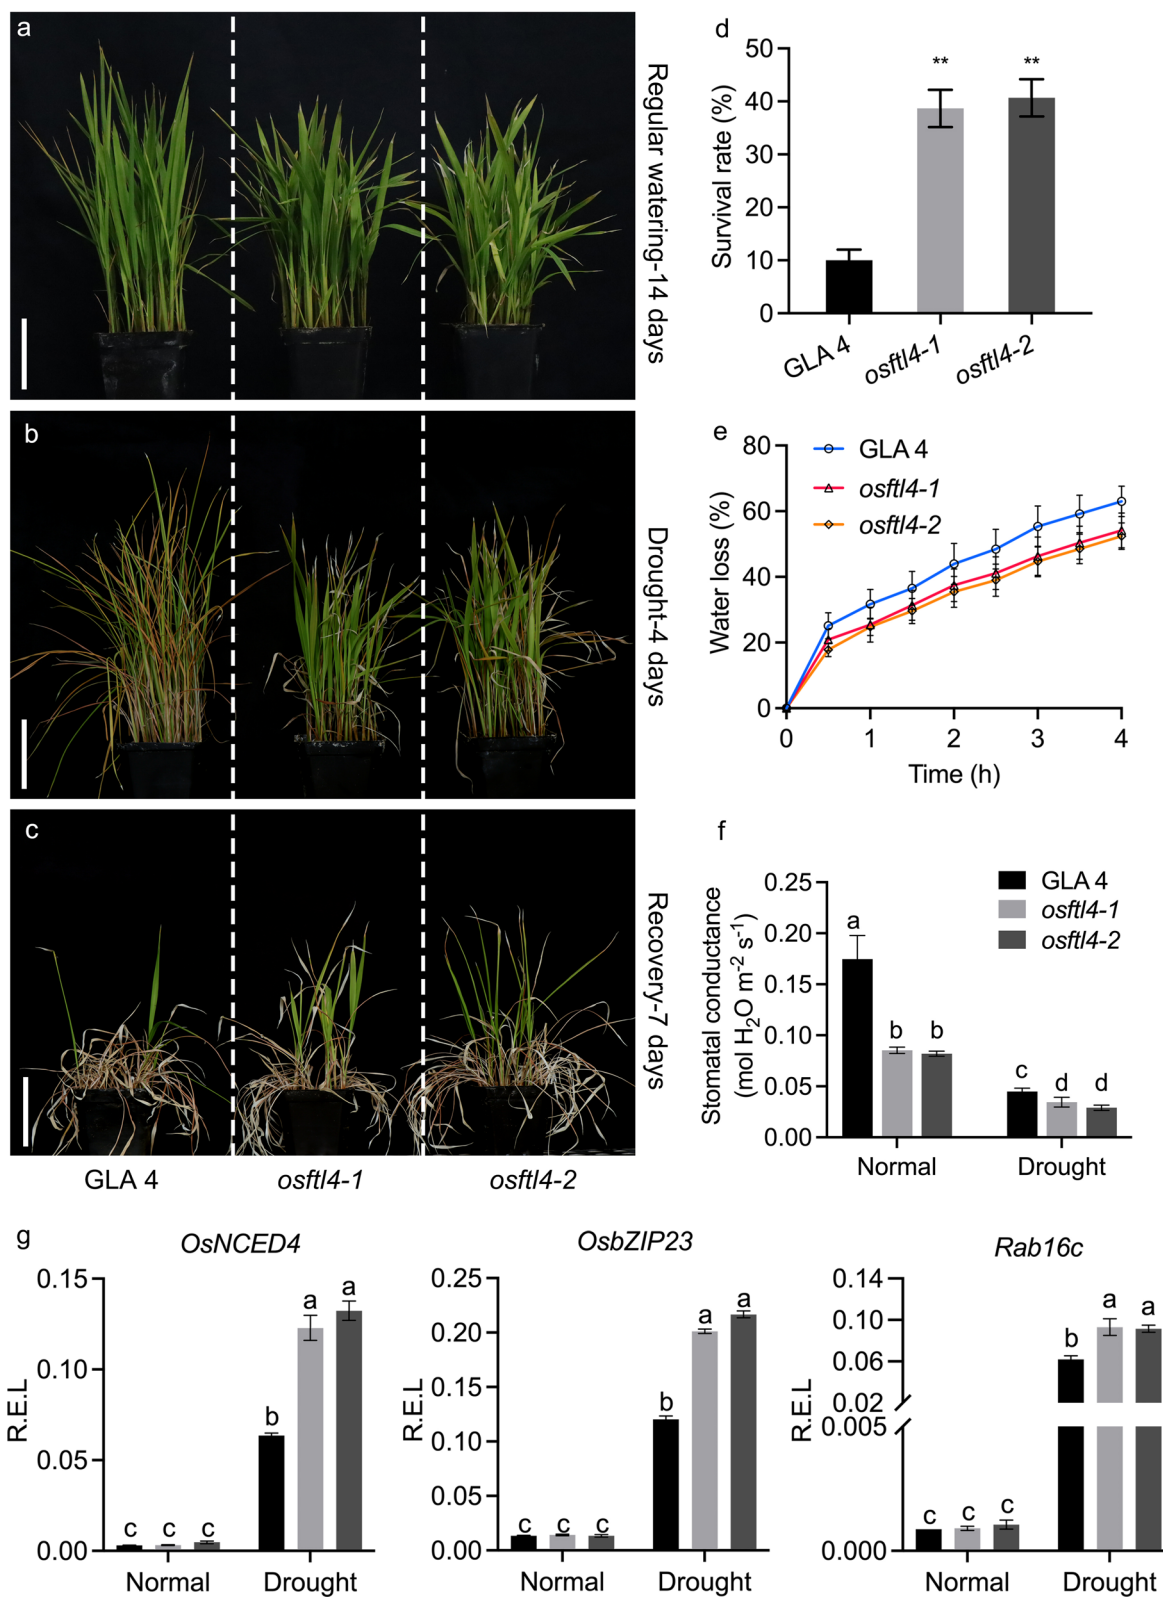 a
Regular watering-14 days
b
Drought-4 days
c
Recovery-7 days
GLA 4
osftl4-1
osftl4-2
d
Survival rate (%)
50
40
30
20
10
0
**
**
GLA 4
osftl4-1
osftl4-2
e
Water loss (%)
80
60
40
20
0
GLA 4
osftl4-1
osftl4-2
0 1 2 3 4
Time (h)
f
Stomatal conductance
(mol H₂O m⁻² s⁻¹)
0.25
0.20
0.15
0.10
0.05
0.00
GLA 4
osftl4-1
osftl4-2
a b b c d d
Normal Drought
g
OsNCED4
R.E.L
0.15
0.10
0.05
0.00
c c c b a a
Normal Drought
OsbZIP23
R.E.L
0.25
0.20
0.15
0.10
0.05
0.00
c c c b a a
Normal Drought
Rab16c
R.E.L
0.14
0.10
0.06
0.02
0.005
0.000
c c c b a a
Normal Drought